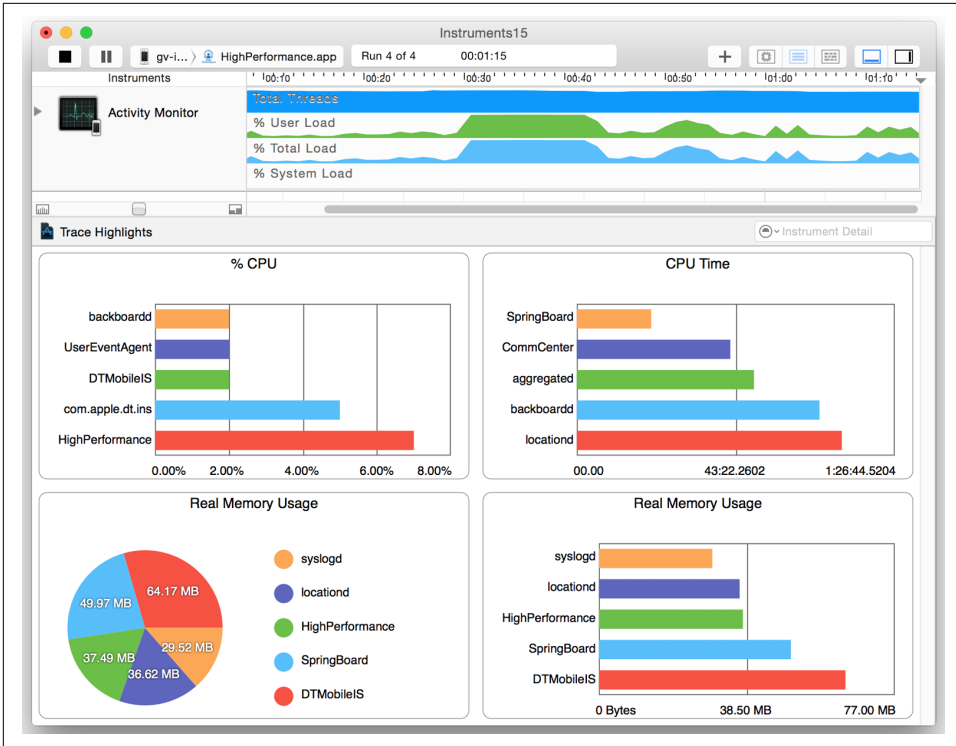 Instruments15
gv-i... 〉 HighPerformance.app Run 4 of 4 00:01:15
Instruments 00:10 00:20 00:30 00:40 00:50 01:00 01:10
Activity Monitor
Total Threads
% User Load
% Total Load
% System Load
Trace Highlights
Instrument Detail
% CPU
backboardd
UserEventAgent
DTMobileIS
com.apple.dt.ins
HighPerformance
0.00% 2.00% 4.00% 6.00% 8.00%
CPU Time
SpringBoard
CommCenter
aggregated
backboardd
locationd
00.00 43:22.2602 1:26:44.5204
Real Memory Usage
64.17 MB
49.97 MB
37.49 MB
36.62 MB
29.52 MB
syslogd
locationd
HighPerformance
SpringBoard
DTMobileIS
Real Memory Usage
syslogd
locationd
HighPerformance
SpringBoard
DTMobileIS
0 Bytes 38.50 MB 77.00 MB